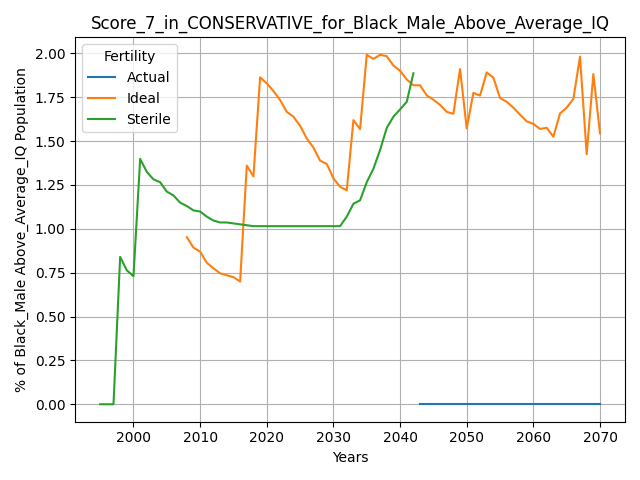 Score_7_in_CONSERVATIVE_for_Black_Male_Above_Average_IQ
Fertility
Actual
Ideal
Sterile
% of Black_Male Above_Average_IQ Population
2.00
1.75
1.50
1.25
1.00
0.75
0.50
0.25
0.00
2000 2010 2020 2030 2040 2050 2060 2070
Years